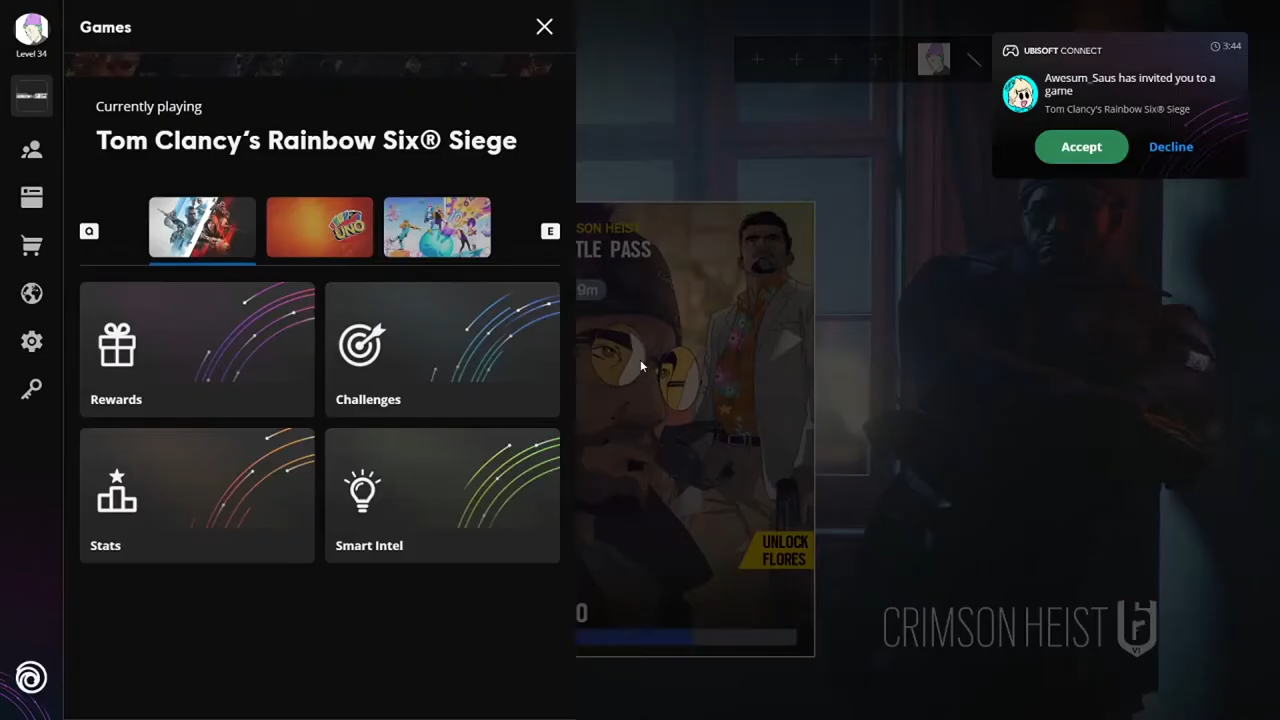 Games
Level 34
Currently playing
Tom Clancy's Rainbow Six® Siege
Q
UNO
E
Rewards
Challenges
Stats
Smart Intel
UBISOFT CONNECT
3:44
Awesum_Saus has invited you to a
game
Tom Clancy's Rainbow Six® Siege
Accept
Decline
SON HEIST
TLE PASS
9m
UNLOCK
FLORES
0
CRIMSON HEIST
VI